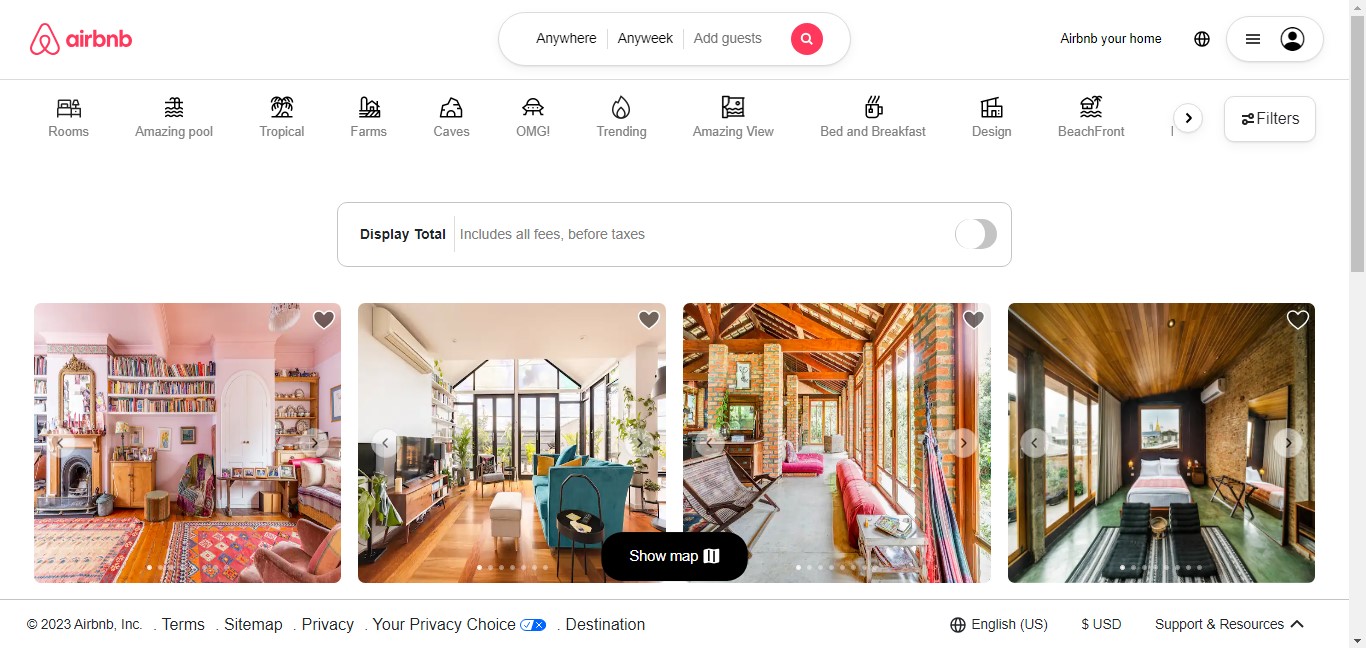 airbnb
Anywhere Anyweek Add guests
Airbnb your home
Rooms Amazing pool Tropical Farms Caves OMG! Trending Amazing View Bed and Breakfast Design BeachFront
Filters
Display Total Includes all fees, before taxes
Show map
© 2023 Airbnb, Inc. . Terms . Sitemap . Privacy . Your Privacy Choice . Destination
English (US) $ USD Support & Resources